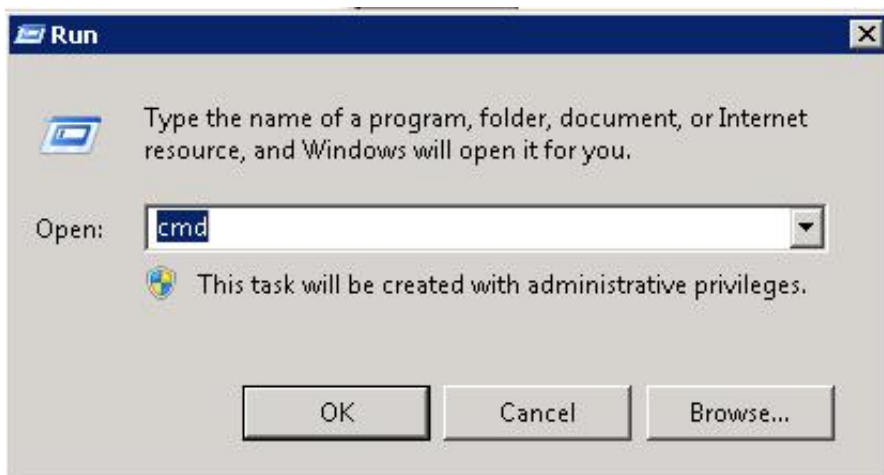 Run
Type the name of a program, folder, document, or Internet
resource, and Windows will open it for you.
Open: cmd
This task will be created with administrative privileges.
OK Cancel Browse...